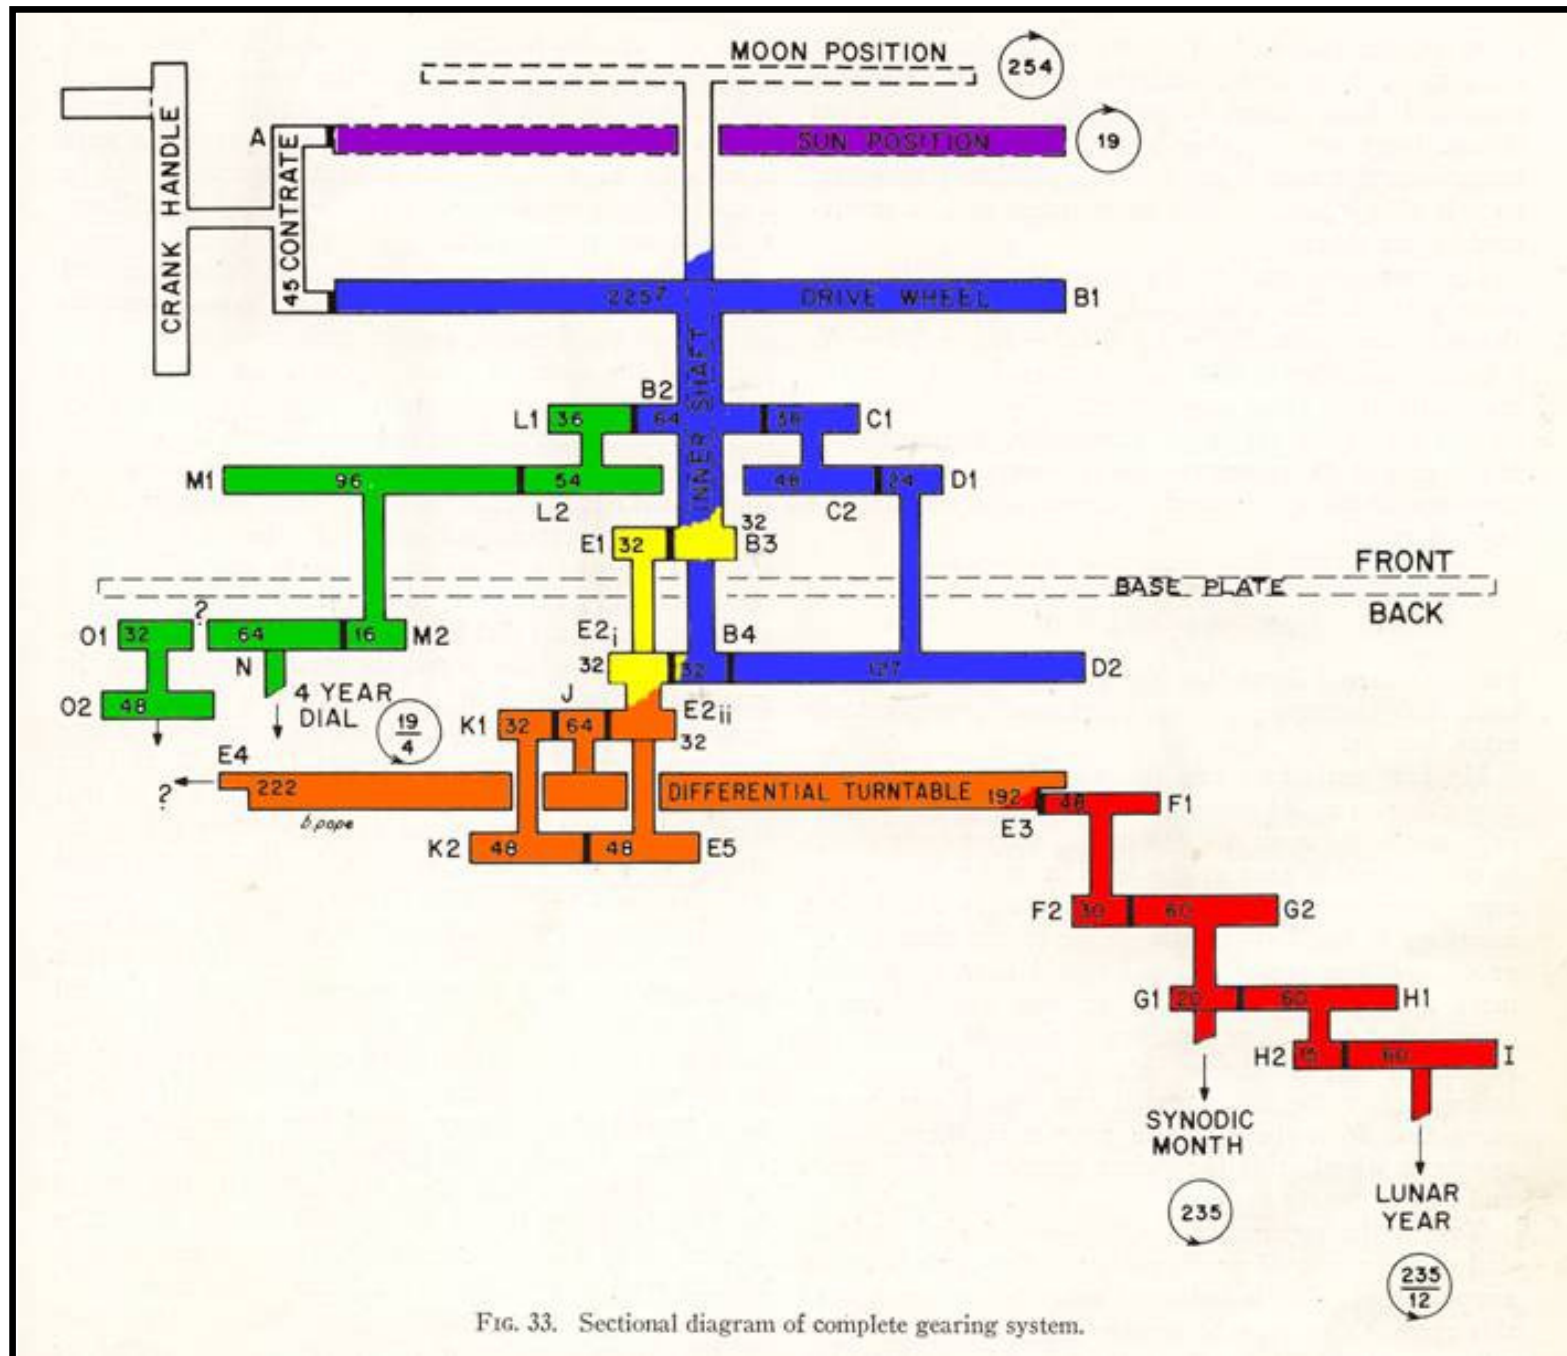 MOON POSITION
254
A
SUN POSITION
19
CRANK HANDLE
45 CONTRATE
2257 DRIVE WHEEL B1
INNER SHAFT
B2
L1 36 64 38 C1
M1 96 54 48 24 D1
L2 C2
32
E1 32 B3
FRONT
BASE PLATE
BACK
?
O1 32 64 16 M2
N
E2i B4
32 32 127 D2
O2 48
4 YEAR
DIAL
19
4
J
K1 32 64 E2ii
32
E4
? 222 DIFFERENTIAL TURNTABLE 192 48 F1
E3
b.pope
K2 48 48 E5
F2 30 60 G2
G1 20 60 H1
H2 15 60 I
SYNODIC
MONTH
235
LUNAR
YEAR
235
12
FIG. 33. Sectional diagram of complete gearing system.